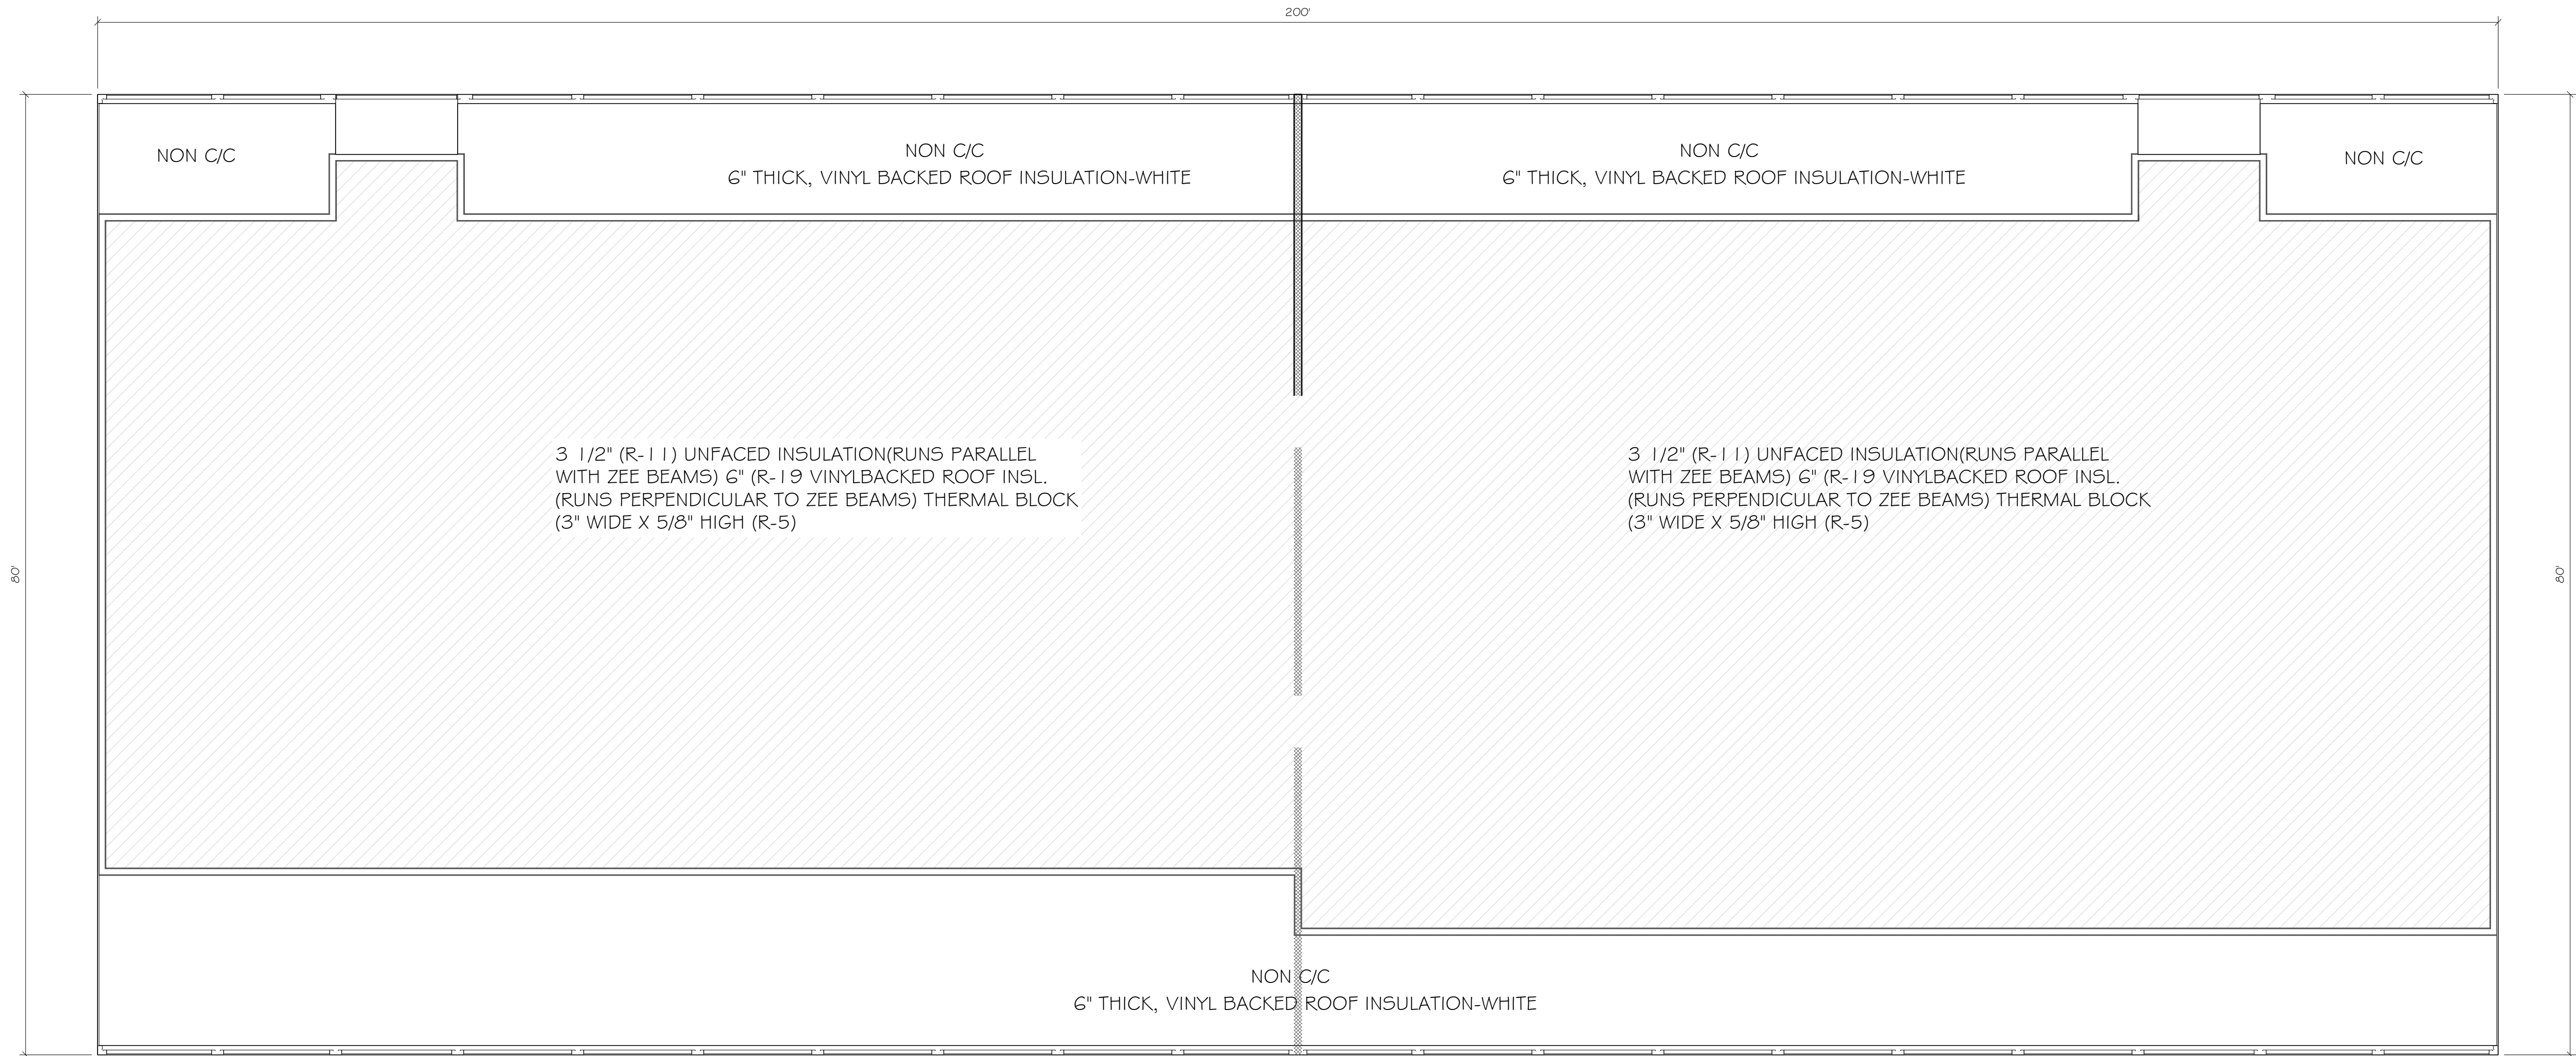 200'
NON C/C
NON C/C
6" THICK, VINYL BACKED ROOF INSULATION-WHITE
NON C/C
6" THICK, VINYL BACKED ROOF INSULATION-WHITE
NON C/C
3 1/2" (R-11) UNFACED INSULATION(RUNS PARALLEL
WITH ZEE BEAMS) 6" (R-19 VINYLBACKED ROOF INSL.
(RUNS PERPENDICULAR TO ZEE BEAMS) THERMAL BLOCK
(3" WIDE X 5/8" HIGH (R-5)
3 1/2" (R-11) UNFACED INSULATION(RUNS PARALLEL
WITH ZEE BEAMS) 6" (R-19 VINYLBACKED ROOF INSL.
(RUNS PERPENDICULAR TO ZEE BEAMS) THERMAL BLOCK
(3" WIDE X 5/8" HIGH (R-5)
80'
80'
NON C/C
6" THICK, VINYL BACKED ROOF INSULATION-WHITE